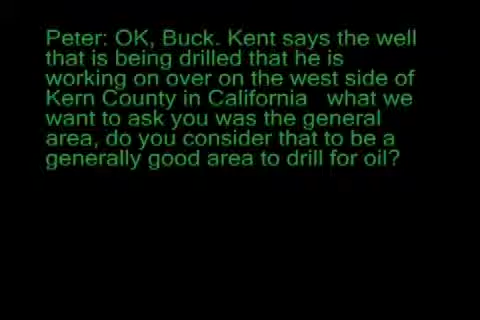 Peter: OK, Buck. Kent says the well
that is being drilled that he is
working on over on the west side of
Kern County in California   what we
want to ask you was the general
area, do you consider that to be a
generally good area to drill for oil?